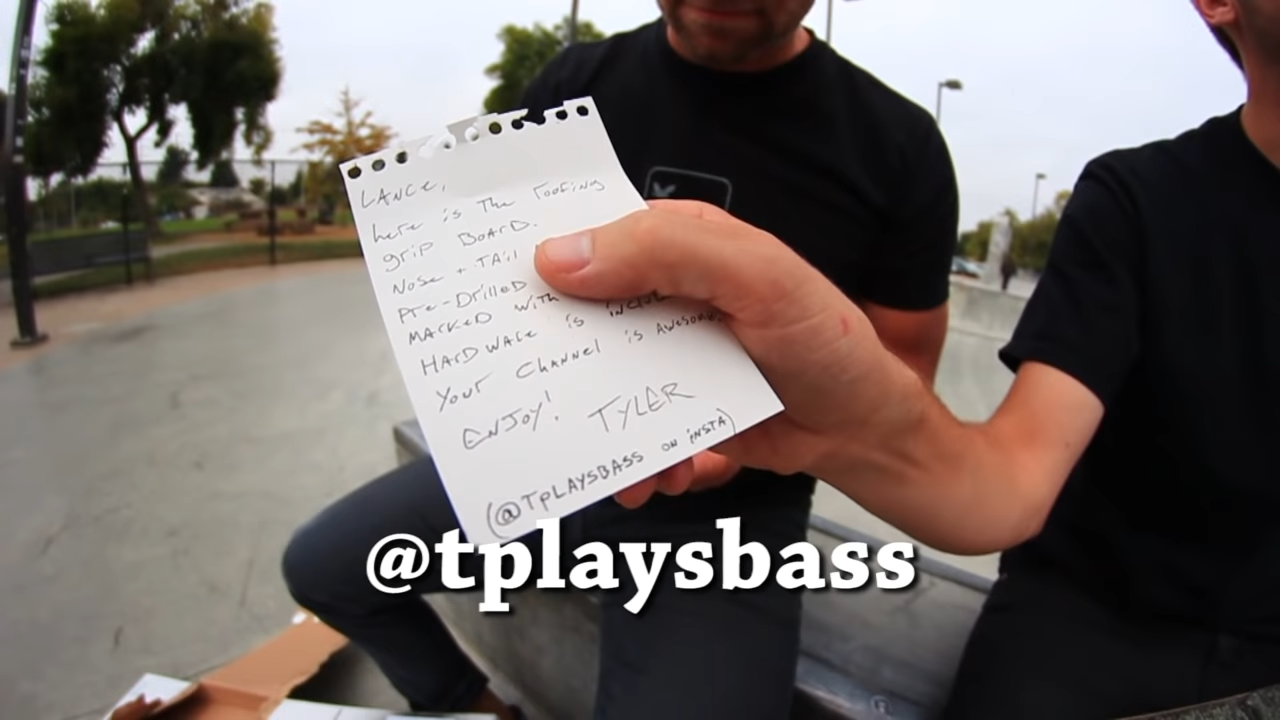 LANCE,
here is The roofing
grip BoArD.
Nose + TAil
Pre-Drilled
MArKeD with
HArDwAre is
Your Channel is Awesome.
Enjoy! TYLER
(@TPLAYSBASS on iNSTA)
@tplaysbass